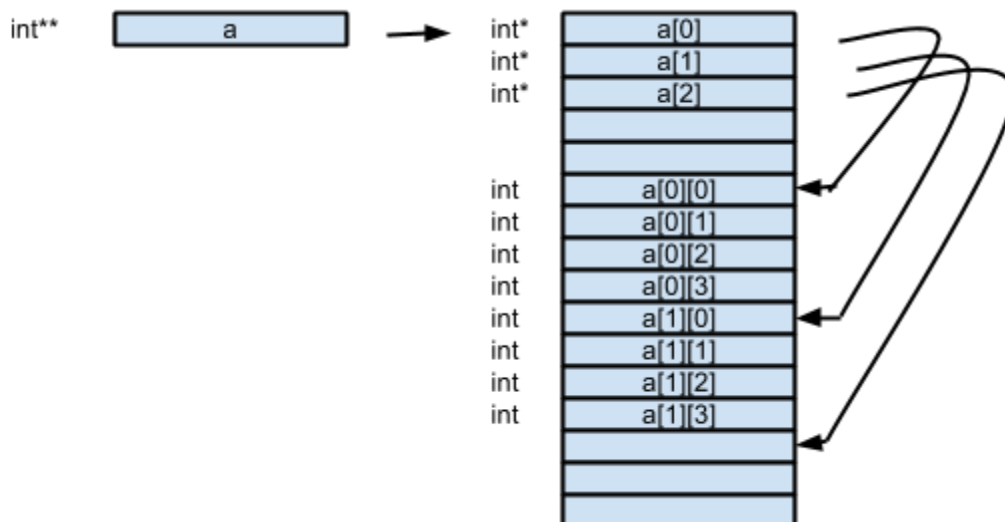 int** a int* a[0]
int* a[1]
int* a[2]
int a[0][0]
int a[0][1]
int a[0][2]
int a[0][3]
int a[1][0]
int a[1][1]
int a[1][2]
int a[1][3]